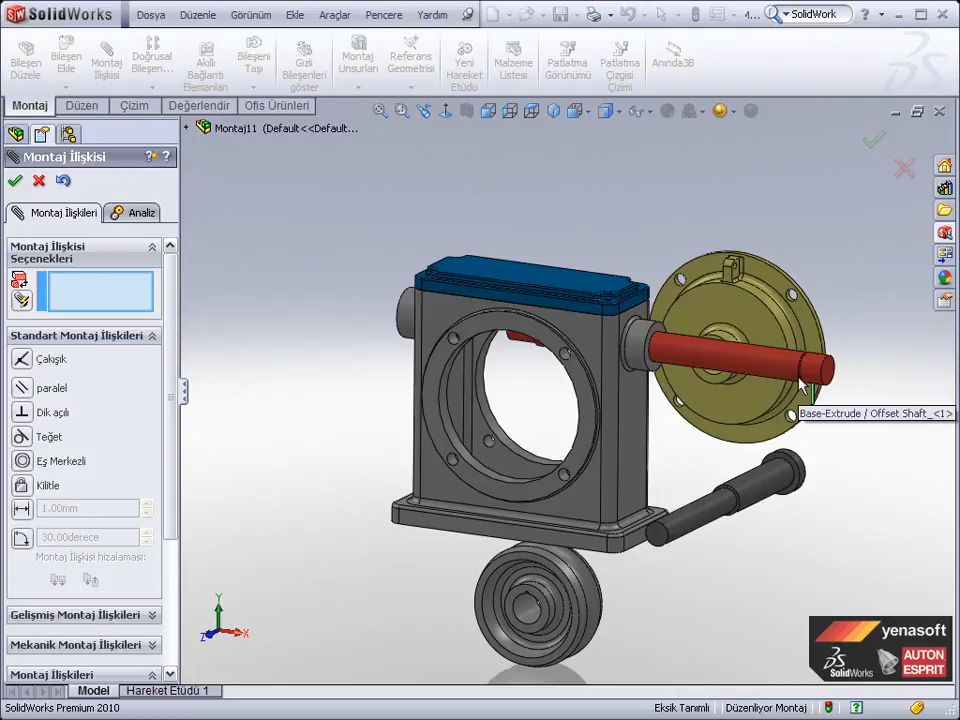 SolidWorks Dosya Düzenle Görünüm Ekle Araçlar Pencere Yardım 4... SolidWork
Bileşen Düzele
Bileşen Ekle
Montaj İlişkisi
Doğrusal Bileşen...
Akıllı Bağlantı Elemanları
Bileşeni Taşı
Gizli Bileşenleri göster
Montaj Unsurları
Referans Geometrisi
Yeni Hareket Etüdü
Malzeme Listesi
Patlatma Görünümü
Patlatma Çizgisi Çizimi
Anında3B
Montaj Düzen Çizim Değerlendir Ofis Ürünleri
Montaj11 (Default<<Default...
Montaj İlişkisi
Montaj İlişkileri Analiz
Montaj İlişkisi
Seçenekleri
Standart Montaj İlişkileri
Çakışık
paralel
Dik açılı
Teğet
Eş Merkezli
Kilitle
1.00mm
30.00derece
Montaj İlişkisi hizalaması:
Gelişmiş Montaj İlişkileri
Mekanik Montaj İlişkileri
Montaj İlişkileri
Base-Extrude / Offset Shaft_<1>
Y
Z
X
yenasoft
SolidWorks
AUTON
ESPRIT
Model Hareket Etüdü 1
SolidWorks Premium 2010 Eksik Tanımlı Düzenliyor Montaj